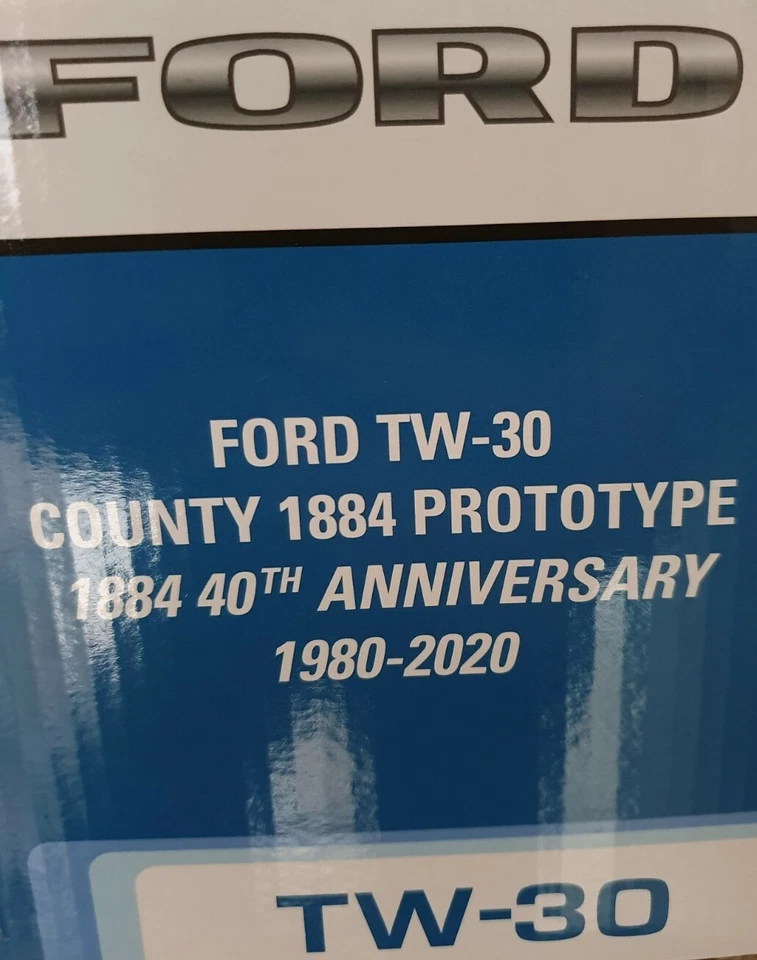 FORD
FORD TW-30
COUNTY 1884 PROTOTYPE
1884 40TH ANNIVERSARY
1980-2020
TW-30